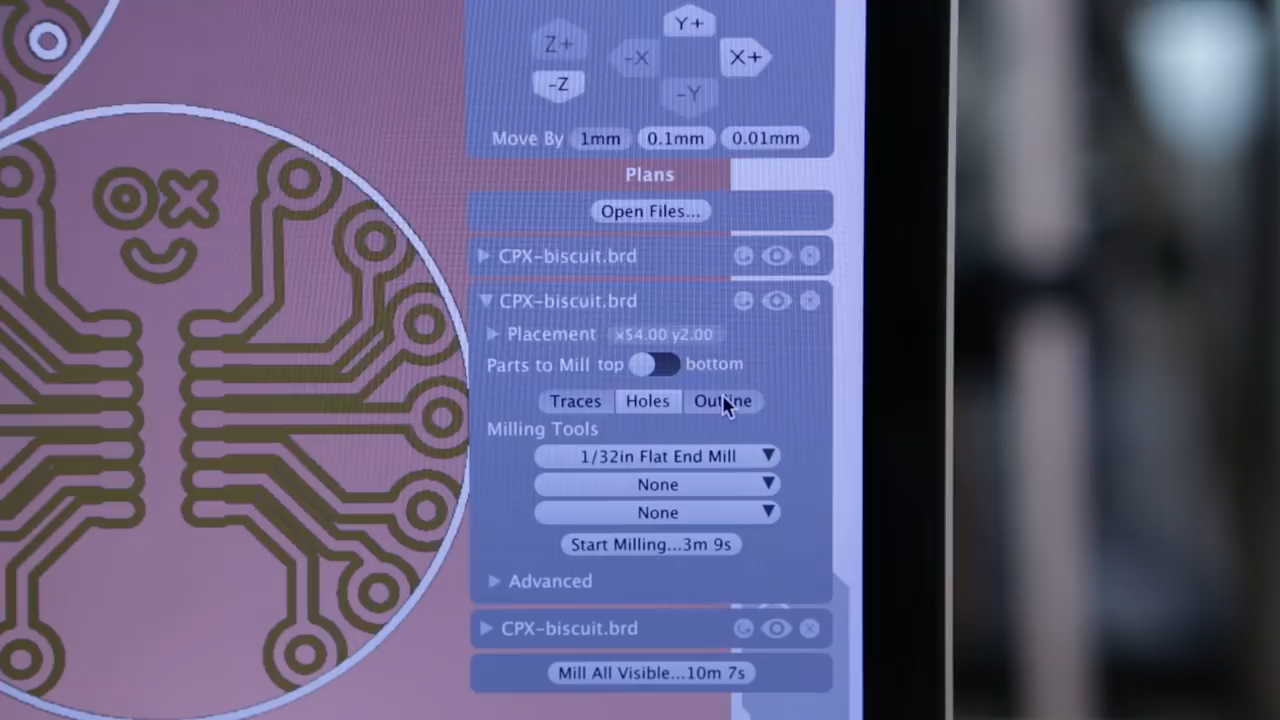 Y+
Z+
-X
X+
-Z
-Y
Move By 1mm 0.1mm 0.01mm
Plans
Open Files...
CPX-biscuit.brd
CPX-biscuit.brd
Placement x54.00 y2.00
Parts to Mill top bottom
Traces Holes Outline
Milling Tools
1/32in Flat End Mill
None
None
Start Milling...3m 9s
Advanced
CPX-biscuit.brd
Mill All Visible...10m 7s